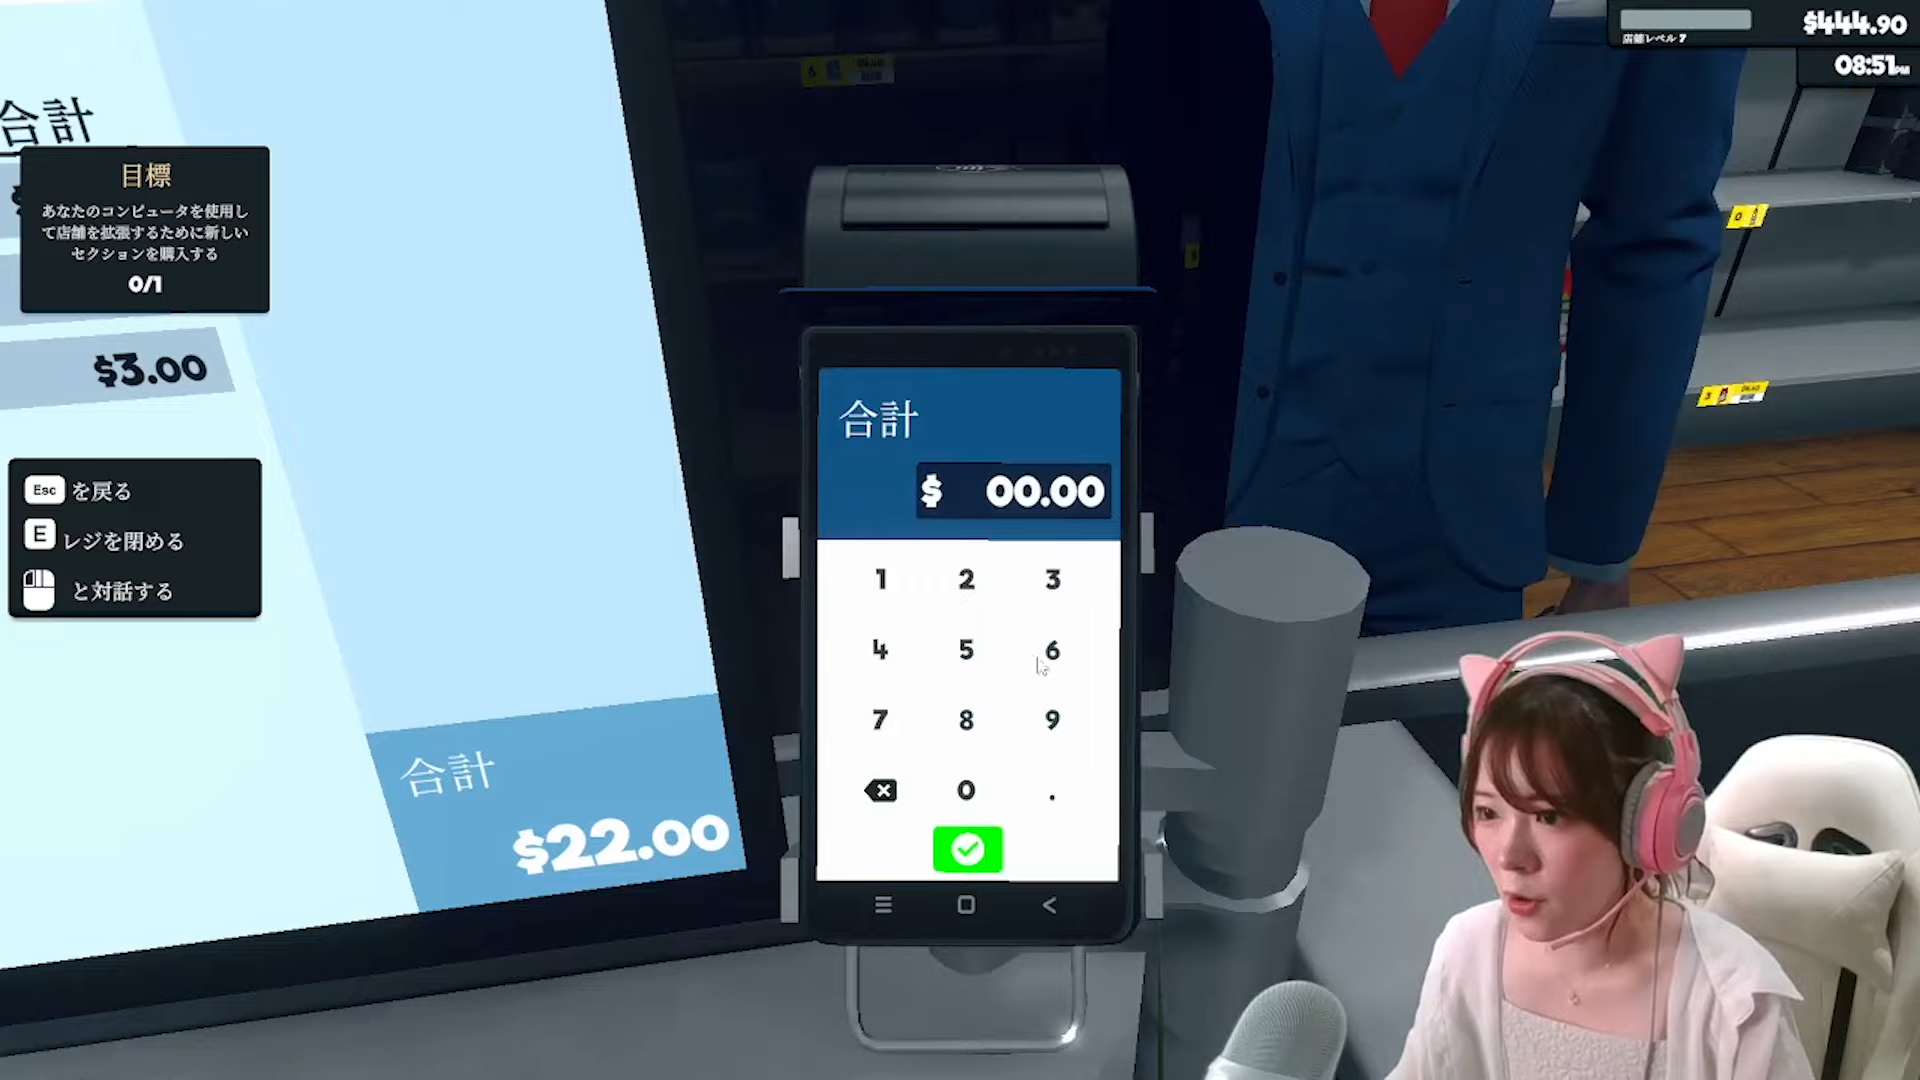 $444.90
店舗レベル 7
08:51PM
合計
目標
あなたのコンピュータを使用し
て店舗を拡張するために新しい
セクションを購入する
0/1
$3.00
Esc を戻る
E レジを閉める
と対話する
合計
$22.00
合計
$ 00.00
1 2 3
4 5 6
7 8 9
0 .